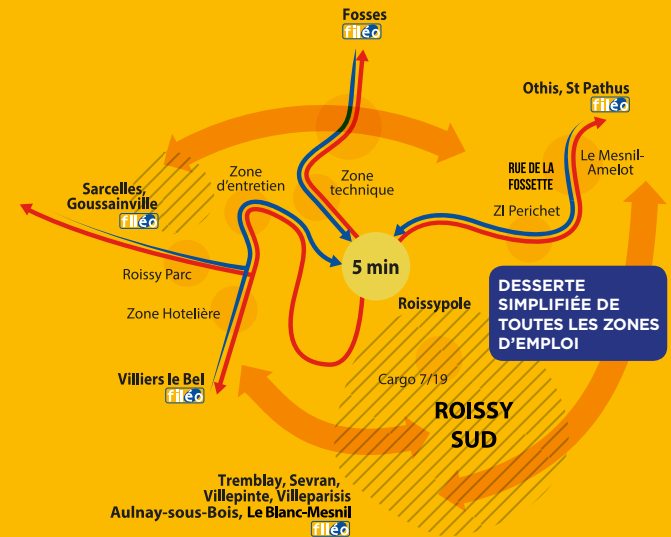 Fosses
filéo
Othis, St Pathus
filéo
RUE DE LA
FOSSETTE
Le Mesnil-
Amelot
Zone
d'entretien
Zone
technique
ZI Perichet
Sarcelles,
Goussainville
filéo
5 min
Roissy Parc
Roissypole
DESSERTE
SIMPLIFIÉE DE
TOUTES LES ZONES
D'EMPLOI
Zone Hotelière
Villiers le Bel
filéo
Cargo 7/19
ROISSY
SUD
Tremblay, Sevran,
Villepinte, Villeparisis
Aulnay-sous-Bois, Le Blanc-Mesnil
filéo